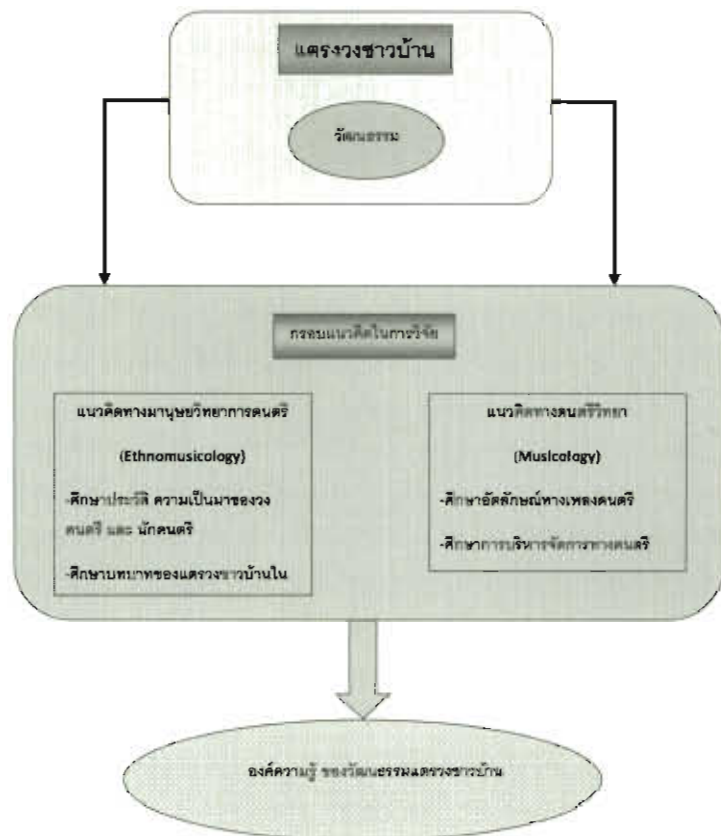 แตรวงชาวบ้าน
วัฒนธรรม
กรอบแนวคิดในการวิจัย
แนวคิดทางมานุษยวิทยาการดนตรี
(Ethnomusicology)
-ศึกษาประวัติ ความเป็นมาของวง
ดนตรี และ นักดนตรี
-ศึกษาบทบาทของแตรวงชาวบ้านใน
แนวคิดทางดนตรีวิทยา
(Musicology)
-ศึกษาอัตลักษณ์ทางเพลงดนตรี
-ศึกษาการบริหารจัดการทางดนตรี
องค์ความรู้ ของวัฒนธรรมแตรวงชาวบ้าน